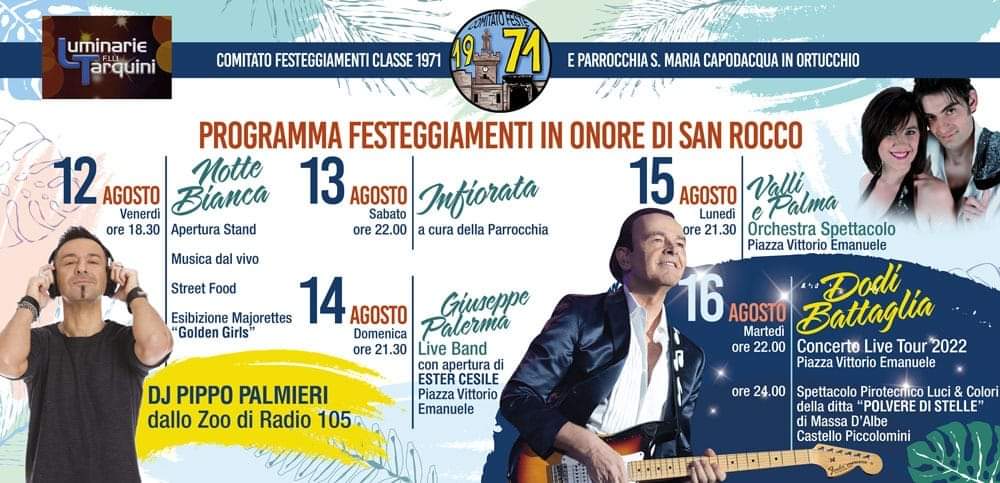 Luminarie
F.lli
Tarquini
COMITATO FESTEGGIAMENTI CLASSE 1971
COMITATO FESTE
1971
E PARROCCHIA S. MARIA CAPODACQUA IN ORTUCCHIO
PROGRAMMA FESTEGGIAMENTI IN ONORE DI SAN ROCCO
12 AGOSTO
Venerdì
ore 18.30
Notte
Bianca
Apertura Stand
Musica dal vivo
Street Food
Esibizione Majorettes
“Golden Girls”
DJ PIPPO PALMIERI
dallo Zoo di Radio 105
13 AGOSTO
Sabato
ore 22.00
Infiorata
a cura della Parrocchia
14 AGOSTO
Domenica
ore 21.30
Giuseppe
Palerma
Live Band
con apertura di
ESTER CESILE
Piazza Vittorio
Emanuele
15 AGOSTO
Lunedì
ore 21.30
Valli
e Palma
Orchestra Spettacolo
Piazza Vittorio Emanuele
16 AGOSTO
Martedì
ore 22.00
Dodi
Battaglia
Concerto Live Tour 2022
Piazza Vittorio Emanuele
ore 24.00
Spettacolo Pirotecnico Luci & Colori
della ditta “POLVERE DI STELLE”
di Massa D’Albe
Castello Piccolomini